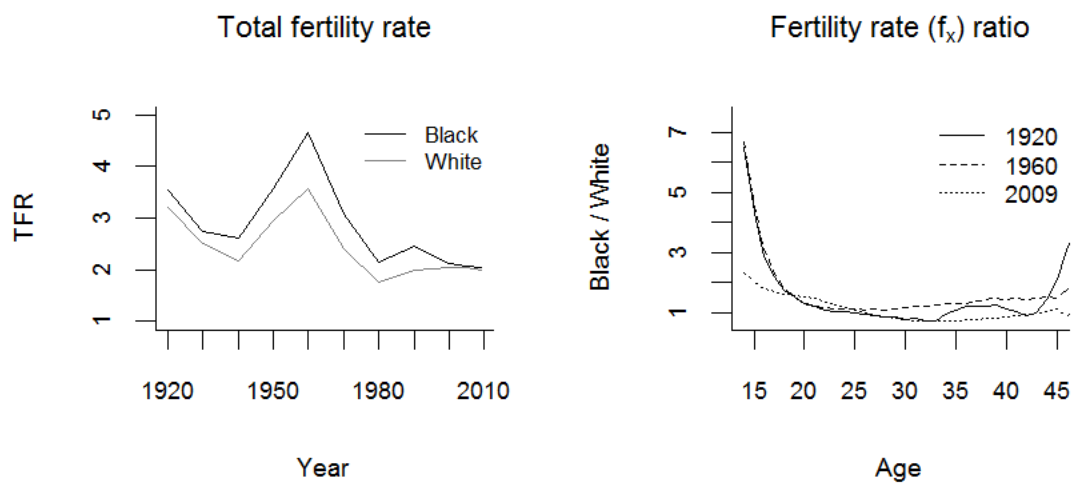 Total fertility rate
TFR
5
4
3
2
1
Black
White
1920 1950 1980 2010
Year
Fertility rate (fx) ratio
Black / White
7
5
3
1
1920
1960
2009
15 20 25 30 35 40 45
Age